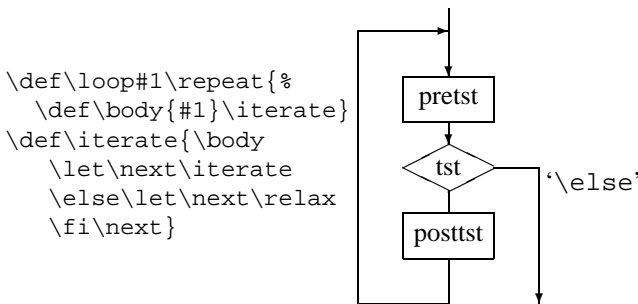 \def\loop#1\repeat{%
\def\body{#1}\iterate}
\def\iterate{\body
\let\next\iterate
\else\let\next\relax
\fi\next}
pretst
tst
‘\else’
posttst